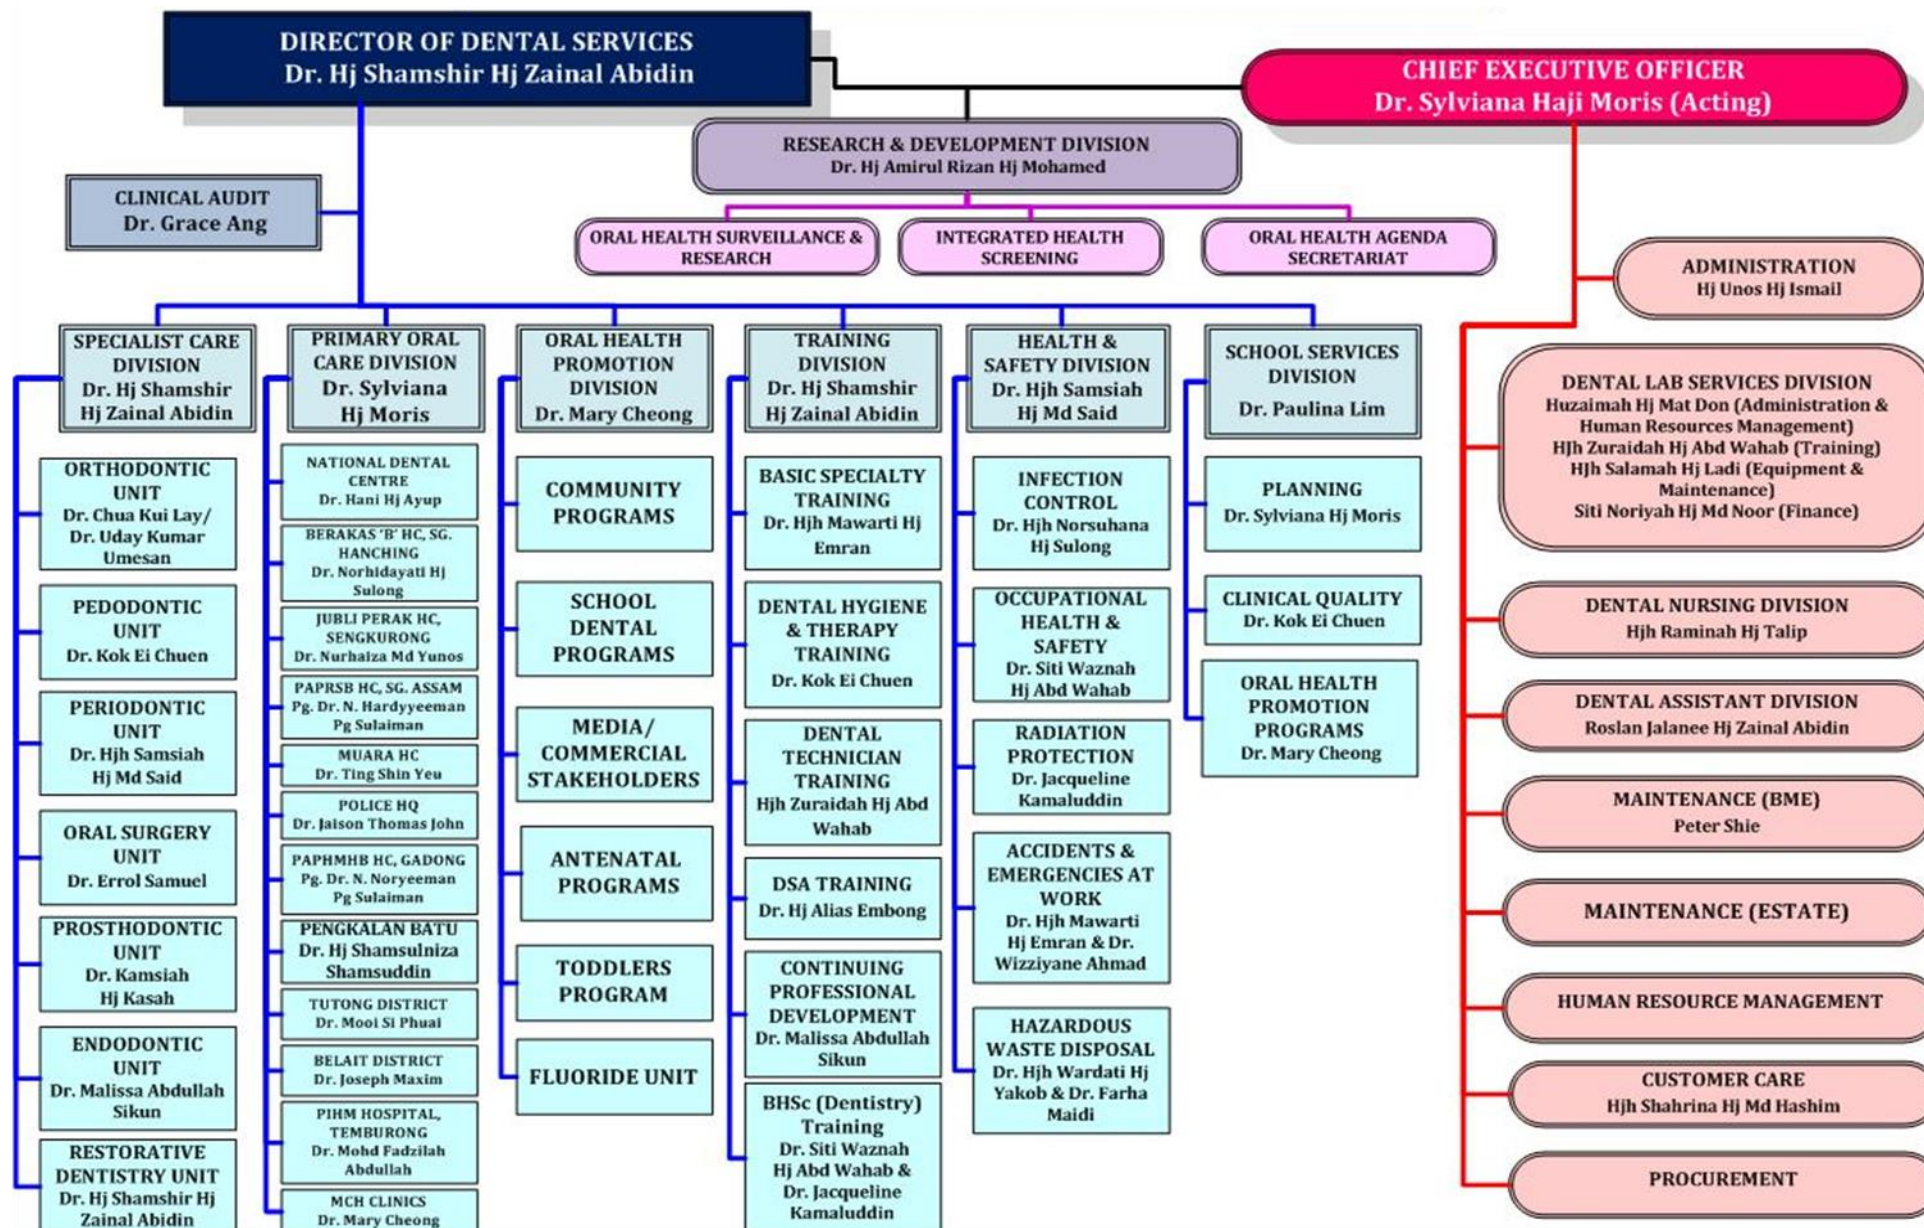 DIRECTOR OF DENTAL SERVICES
Dr. Hj Shamshir Hj Zainal Abidin
CHIEF EXECUTIVE OFFICER
Dr. Sylviana Haji Moris (Acting)
RESEARCH & DEVELOPMENT DIVISION
Dr. Hj Amirul Rizan Hj Mohamed
CLINICAL AUDIT
Dr. Grace Ang
ORAL HEALTH SURVEILLANCE &
RESEARCH
INTEGRATED HEALTH
SCREENING
ORAL HEALTH AGENDA
SECRETARIAT
SPECIALIST CARE
DIVISION
Dr. Hj Shamshir
Hj Zainal Abidin
ORTHODONTIC
UNIT
Dr. Chua Kui Lay/
Dr. Uday Kumar
Umesan
PEDODONTIC
UNIT
Dr. Kok Ei Chuen
PERIODONTIC
UNIT
Dr. Hjh Samsiah
Hj Md Said
ORAL SURGERY
UNIT
Dr. Errol Samuel
PROSTHODONTIC
UNIT
Dr. Kamsiah
Hj Kasah
ENDODONTIC
UNIT
Dr. Malissa Abdullah
Sikun
RESTORATIVE
DENTISTRY UNIT
Dr. Hj Shamshir Hj
Zainal Abidin
PRIMARY ORAL
CARE DIVISION
Dr. Sylviana
Hj Moris
NATIONAL DENTAL
CENTRE
Dr. Hani Hj Ayup
BERAKAS 'B' HC, SG.
HANCHING
Dr. Norhidayati Hj
Sulong
JUBLI PERAK HC,
SENGKURONG
Dr. Nurhaiza Md Yunos
PAPRSB HC, SG. ASSAM
Pg. Dr. N. Hardyyeeman
Pg Sulaiman
MUARA HC
Dr. Ting Shin Yeu
POLICE HQ
Dr. Jaison Thomas John
PAPHMHB HC, GADONG
Pg. Dr. N. Noryeeman
Pg Sulaiman
PENGKALAN BATU
Dr. Hj Shamsulniza
Shamsuddin
TUTONG DISTRICT
Dr. Mooi Si Phuai
BELAIT DISTRICT
Dr. Joseph Maxim
PIHM HOSPITAL,
TEMBURONG
Dr. Mohd Fadzilah
Abdullah
MCH CLINICS
Dr. Mary Cheong
ORAL HEALTH
PROMOTION
DIVISION
Dr. Mary Cheong
COMMUNITY
PROGRAMS
SCHOOL
DENTAL
PROGRAMS
MEDIA/
COMMERCIAL
STAKEHOLDERS
ANTENATAL
PROGRAMS
TODDLERS
PROGRAM
FLUORIDE UNIT
TRAINING
DIVISION
Dr. Hj Shamshir
Hj Zainal Abidin
BASIC SPECIALTY
TRAINING
Dr. Hjh Mawarti Hj
Emran
DENTAL HYGIENE
& THERAPY
TRAINING
Dr. Kok Ei Chuen
DENTAL
TECHNICIAN
TRAINING
Hjh Zuraidah Hj Abd
Wahab
DSA TRAINING
Dr. Hj Alias Embong
CONTINUING
PROFESSIONAL
DEVELOPMENT
Dr. Malissa Abdullah
Sikun
BHSc (Dentistry)
Training
Dr. Siti Waznah
Hj Abd Wahab &
Dr. Jacqueline
Kamaluddin
HEALTH &
SAFETY DIVISION
Dr. Hjh Samsiah
Hj Md Said
INFECTION
CONTROL
Dr. Hjh Norsuhana
Hj Sulong
OCCUPATIONAL
HEALTH &
SAFETY
Dr. Siti Waznah
Hj Abd Wahab
RADIATION
PROTECTION
Dr. Jacqueline
Kamaluddin
ACCIDENTS &
EMERGENCIES AT
WORK
Dr. Hjh Mawarti
Hj Emran & Dr.
Wizziyane Ahmad
HAZARDOUS
WASTE DISPOSAL
Dr. Hjh Wardati Hj
Yakob & Dr. Farha
Maidi
SCHOOL SERVICES
DIVISION
Dr. Paulina Lim
PLANNING
Dr. Sylviana Hj Moris
CLINICAL QUALITY
Dr. Kok Ei Chuen
ORAL HEALTH
PROMOTION
PROGRAMS
Dr. Mary Cheong
ADMINISTRATION
Hj Unos Hj Ismail
DENTAL LAB SERVICES DIVISION
Huzaimah Hj Mat Don (Administration &
Human Resources Management)
HJh Zuraidah Hj Abd Wahab (Training)
HJh Salamah Hj Ladi (Equipment &
Maintenance)
Siti Noriyah Hj Md Noor (Finance)
DENTAL NURSING DIVISION
Hjh Raminah Hj Talip
DENTAL ASSISTANT DIVISION
Roslan Jalanee Hj Zainal Abidin
MAINTENANCE (BME)
Peter Shie
MAINTENANCE (ESTATE)
HUMAN RESOURCE MANAGEMENT
CUSTOMER CARE
Hjh Shahrina Hj Md Hashim
PROCUREMENT